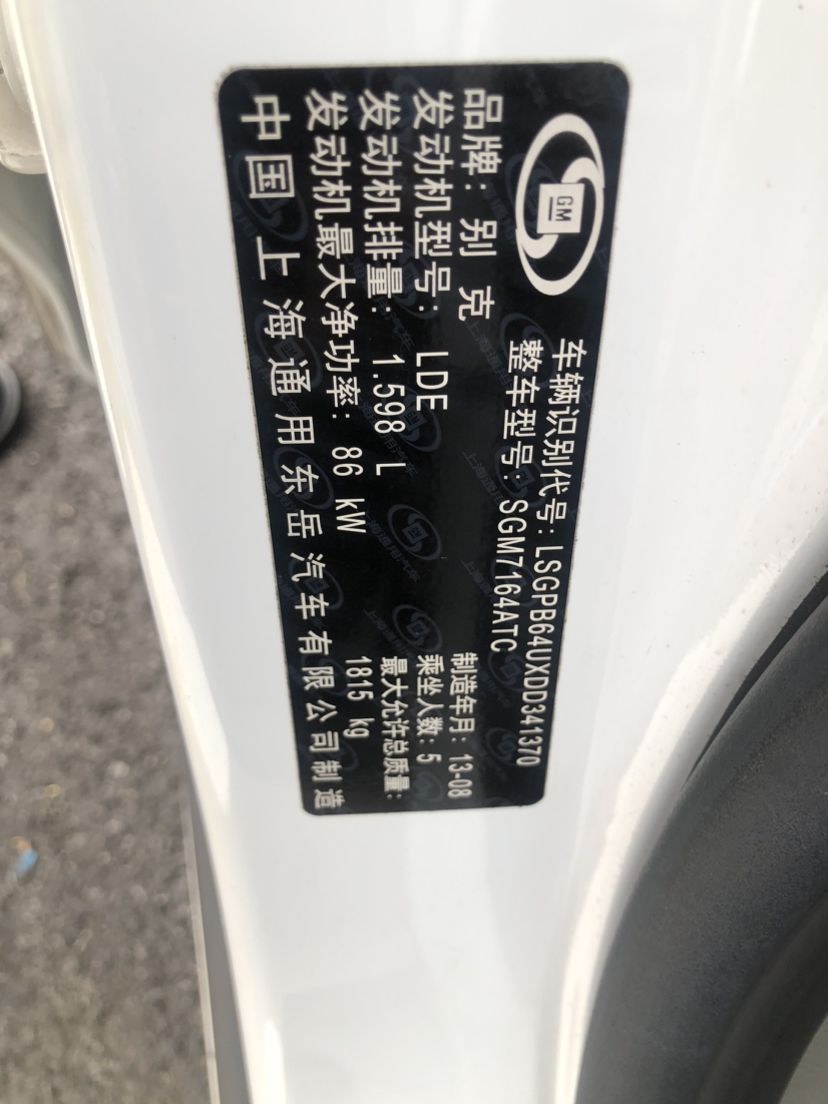 GM
车辆识别代号: LSGPB64UXDD341370
整车型号: SGM7164ATC
品牌: 别克
制造年月: 13-08
发动机型号: LDE
乘坐人数: 5
发动机排量: 1.598 L
最大允许总质量:
发动机最大净功率: 86 kW
1815 kg
中国 上海通用东岳汽车有限公司制造